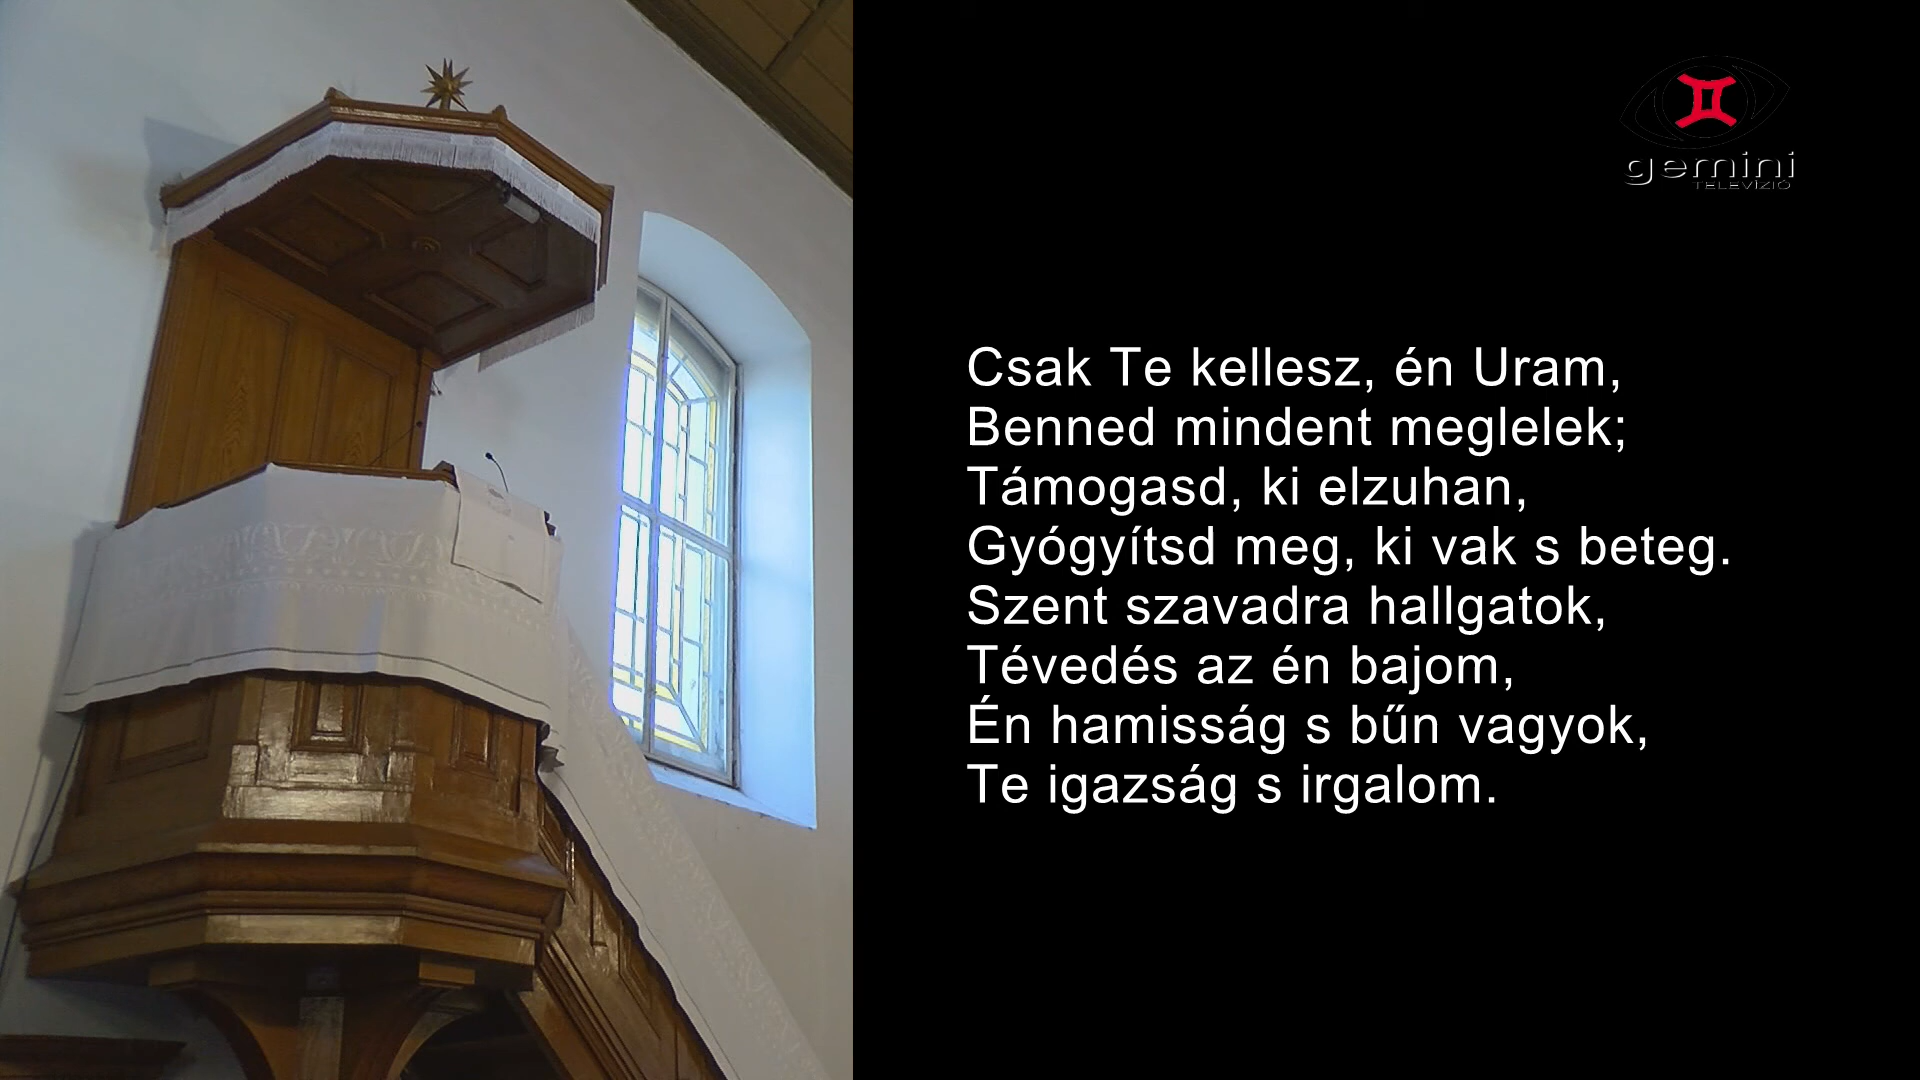 gemini
TELEVÍZIÓ
Csak Te kellesz, én Uram,
Benned mindent meglelek;
Támogasd, ki elzuhan,
Gyógyítsd meg, ki vak s beteg.
Szent szavadra hallgatok,
Tévedés az én bajom,
Én hamisság s bűn vagyok,
Te igazság s irgalom.